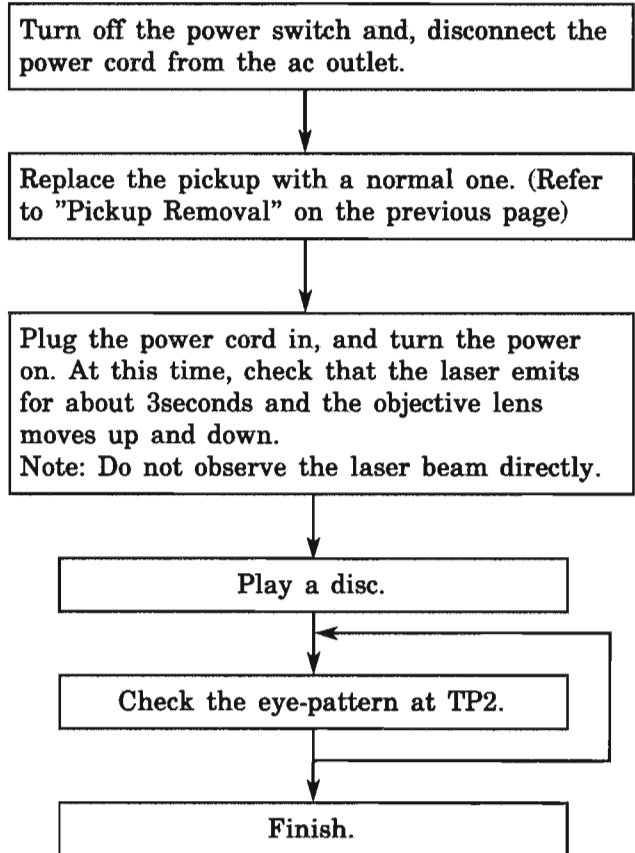 Turn off the power switch and, disconnect the
power cord from the ac outlet.
Replace the pickup with a normal one. (Refer
to ”Pickup Removal” on the previous page)
Plug the power cord in, and turn the power
on. At this time, check that the laser emits
for about 3seconds and the objective lens
moves up and down.
Note: Do not observe the laser beam directly.
Play a disc.
Check the eye-pattern at TP2.
Finish.